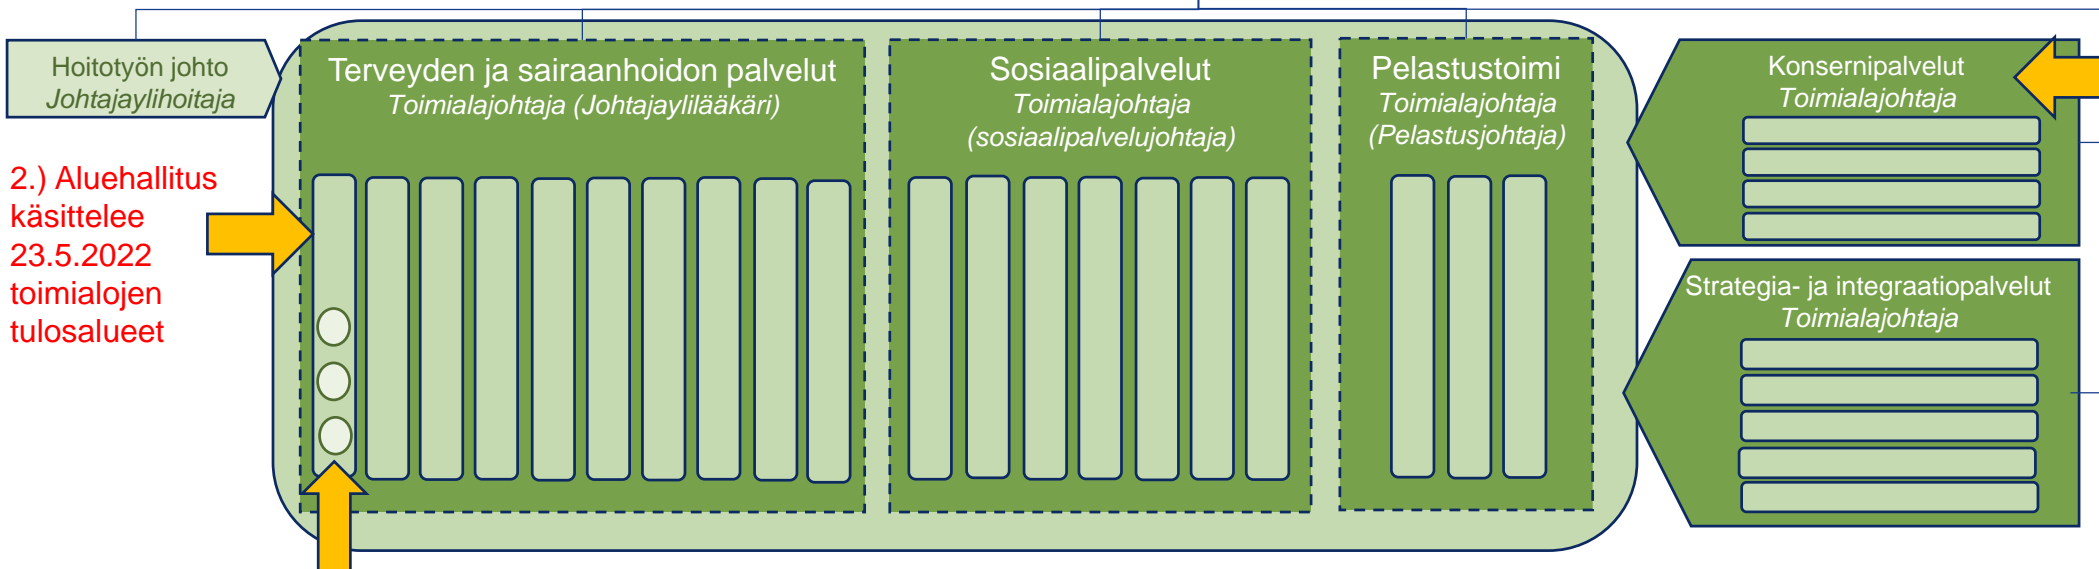 Hoitotyön johto
Johtajaylihoitaja
Terveyden ja sairaanhoidon palvelut
Toimialajohtaja (Johtajaylilääkäri)
Sosiaalipalvelut
Toimialajohtaja
(sosiaalipalvelujohtaja)
Pelastustoimi
Toimialajohtaja
(Pelastusjohtaja)
Konsernipalvelut
Toimialajohtaja
2.) Aluehallitus
käsittelee
23.5.2022
toimialojen
tulosalueet
Strategia- ja integraatiopalvelut
Toimialajohtaja